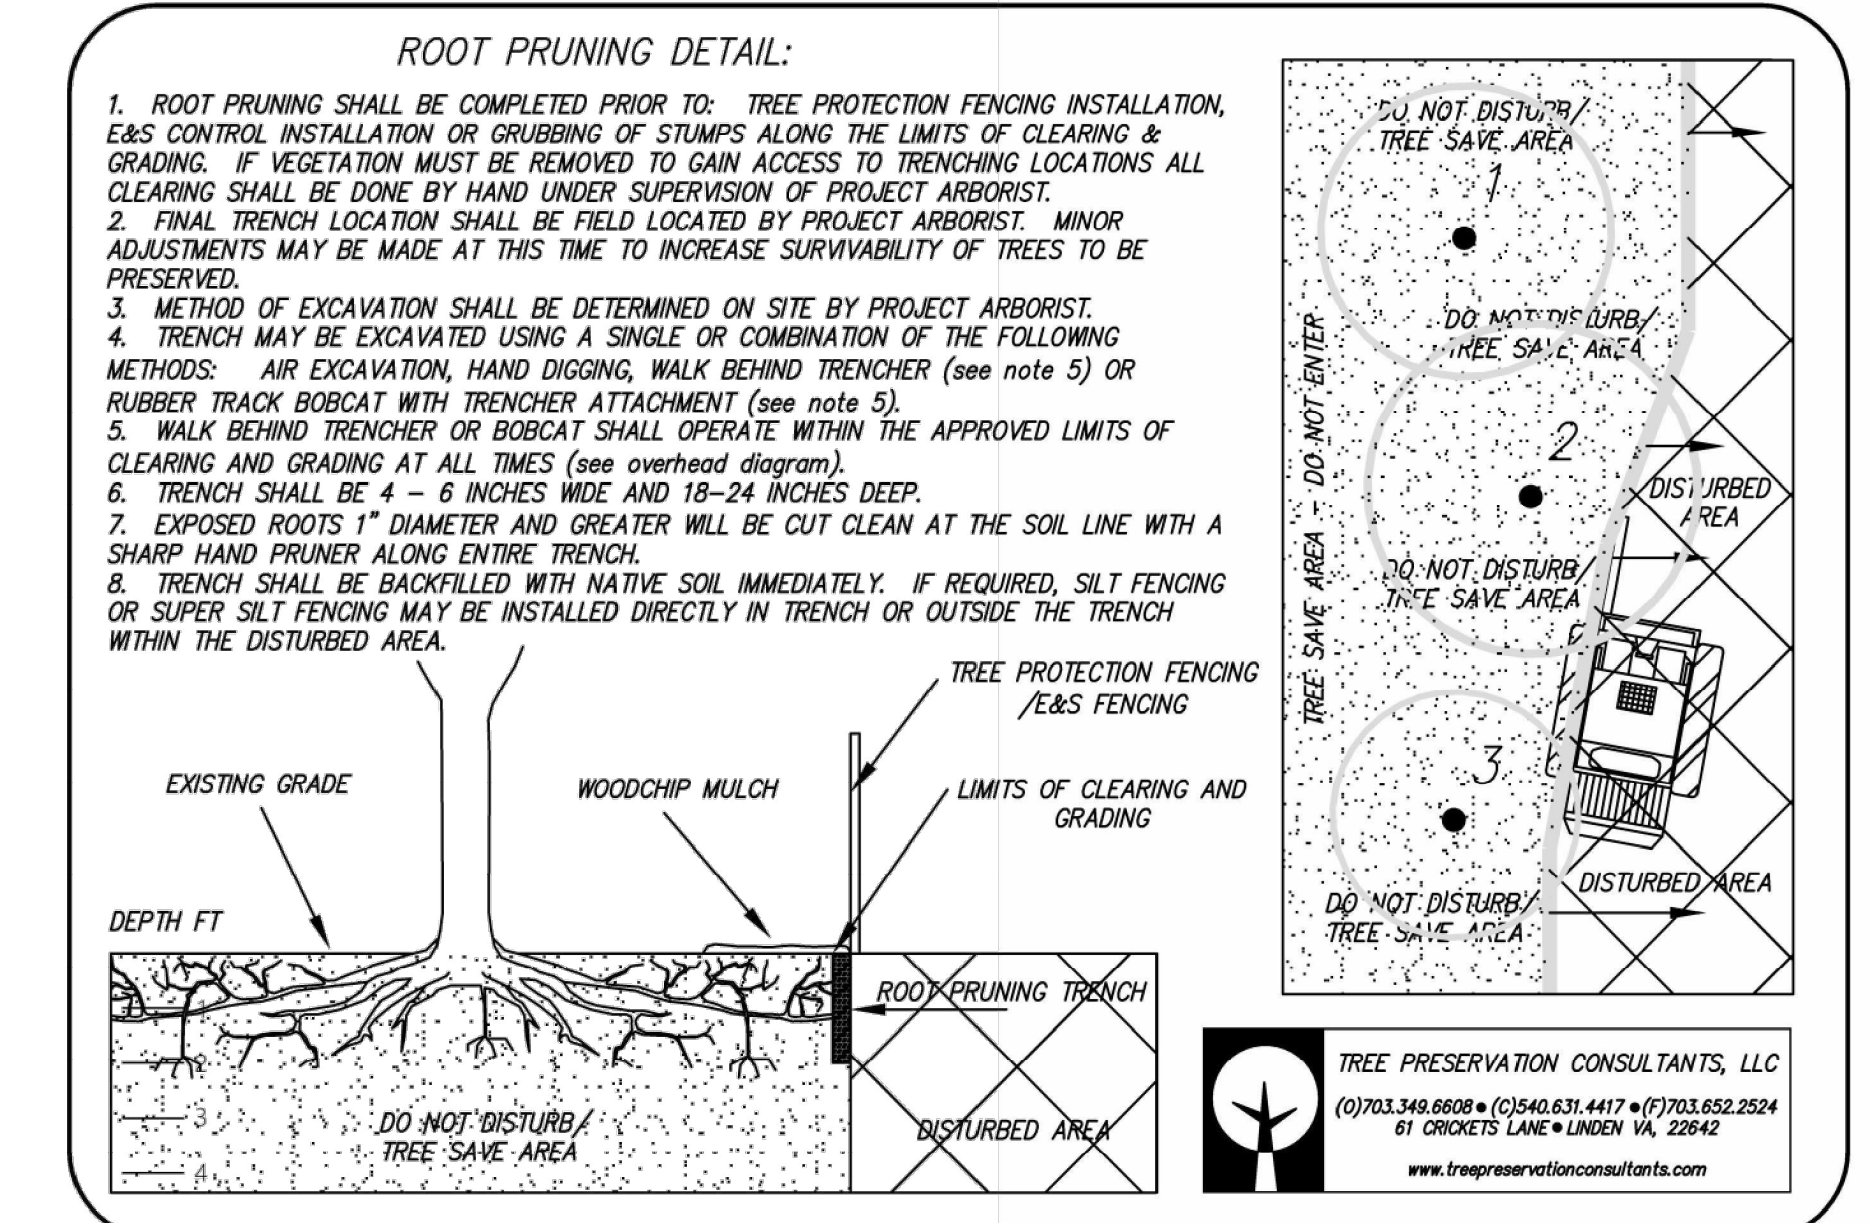 ROOT PRUNING DETAIL:
1. ROOT PRUNING SHALL BE COMPLETED PRIOR TO: TREE PROTECTION FENCING INSTALLATION,
E&S CONTROL INSTALLATION OR GRUBBING OF STUMPS ALONG THE LIMITS OF CLEARING &
GRADING. IF VEGETATION MUST BE REMOVED TO GAIN ACCESS TO TRENCHING LOCATIONS ALL
CLEARING SHALL BE DONE BY HAND UNDER SUPERVISION OF PROJECT ARBORIST.
2. FINAL TRENCH LOCATION SHALL BE FIELD LOCATED BY PROJECT ARBORIST. MINOR
ADJUSTMENTS MAY BE MADE AT THIS TIME TO INCREASE SURVIVABILITY OF TREES TO BE
PRESERVED.
3. METHOD OF EXCAVATION SHALL BE DETERMINED ON SITE BY PROJECT ARBORIST.
4. TRENCH MAY BE EXCAVATED USING A SINGLE OR COMBINATION OF THE FOLLOWING
METHODS: AIR EXCAVATION, HAND DIGGING, WALK BEHIND TRENCHER (see note 5) OR
RUBBER TRACK BOBCAT WITH TRENCHER ATTACHMENT (see note 5).
5. WALK BEHIND TRENCHER OR BOBCAT SHALL OPERATE WITHIN THE APPROVED LIMITS OF
CLEARING AND GRADING AT ALL TIMES (see overhead diagram).
6. TRENCH SHALL BE 4 – 6 INCHES WIDE AND 18–24 INCHES DEEP.
7. EXPOSED ROOTS 1" DIAMETER AND GREATER WILL BE CUT CLEAN AT THE SOIL LINE WITH A
SHARP HAND PRUNER ALONG ENTIRE TRENCH.
8. TRENCH SHALL BE BACKFILLED WITH NATIVE SOIL IMMEDIATELY. IF REQUIRED, SILT FENCING
OR SUPER SILT FENCING MAY BE INSTALLED DIRECTLY IN TRENCH OR OUTSIDE THE TRENCH
WITHIN THE DISTURBED AREA.
TREE PROTECTION FENCING
/E&S FENCING
EXISTING GRADE
WOODCHIP MULCH
LIMITS OF CLEARING AND
GRADING
DEPTH FT
1
2
3
4
ROOT PRUNING TRENCH
DO NOT DISTURB/
TREE SAVE AREA
DISTURBED AREA
DO NOT DISTURB/
TREE SAVE AREA
1
DO NOT DISTURB/
TREE SAVE AREA
TREE SAVE AREA – DO NOT ENTER
2
DISTURBED
AREA
DO NOT DISTURB/
TREE SAVE AREA
3
DISTURBED AREA
DO NOT DISTURB/
TREE SAVE AREA
TREE PRESERVATION CONSULTANTS, LLC
(O)703.349.6608 • (C)540.631.4417 • (F)703.652.2524
61 CRICKETS LANE • LINDEN VA, 22642
www.treepreservationconsultants.com